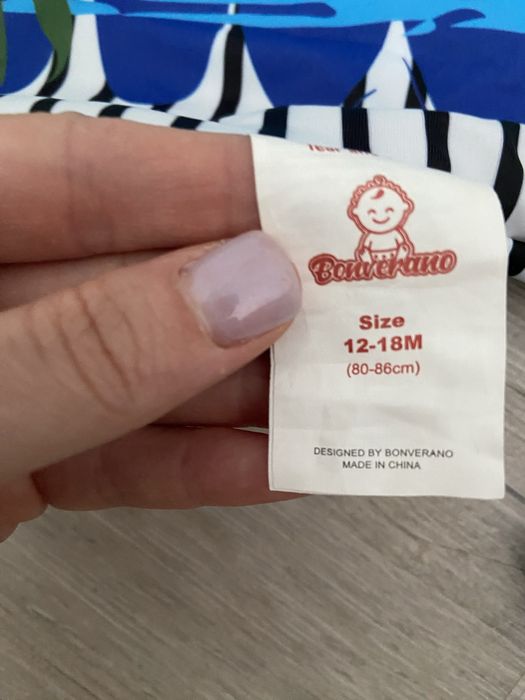 Bonverano
Size
12-18M
(80-86cm)
DESIGNED BY BONVERANO
MADE IN CHINA